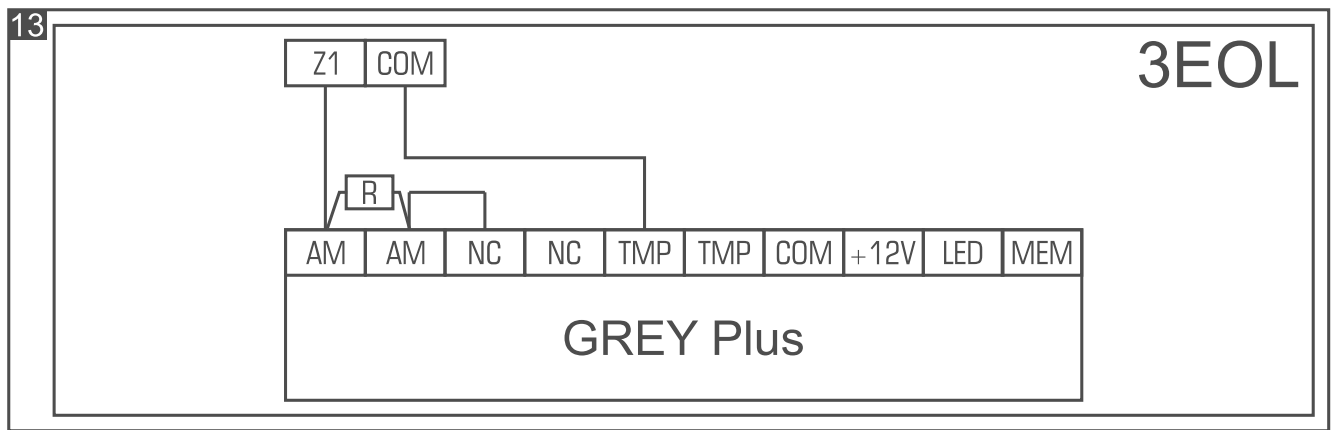 13
3EOL
Z1 COM
R
AM AM NC NC TMP TMP COM +12V LED MEM
GREY Plus